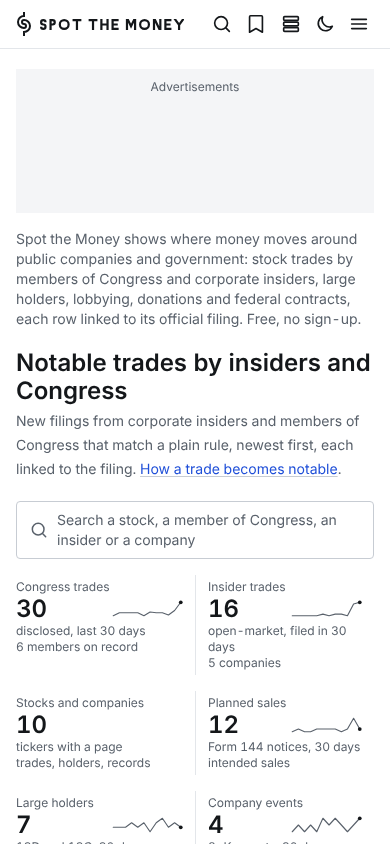 SPOT THE MONEY
Advertisements
Spot the Money shows where money moves around
public companies and government: stock trades by
members of Congress and corporate insiders, large
holders, lobbying, donations and federal contracts,
each row linked to its official filing. Free, no sign-up.
Notable trades by insiders and
Congress
New filings from corporate insiders and members of
Congress that match a plain rule, newest first, each
linked to the filing. How a trade becomes notable.
Search a stock, a member of Congress, an
insider or a company
Congress trades
30
disclosed, last 30 days
6 members on record
Insider trades
16
open-market, filed in 30
days
5 companies
Stocks and companies
10
tickers with a page
trades, holders, records
Planned sales
12
Form 144 notices, 30 days
intended sales
Large holders
7
Company events
4